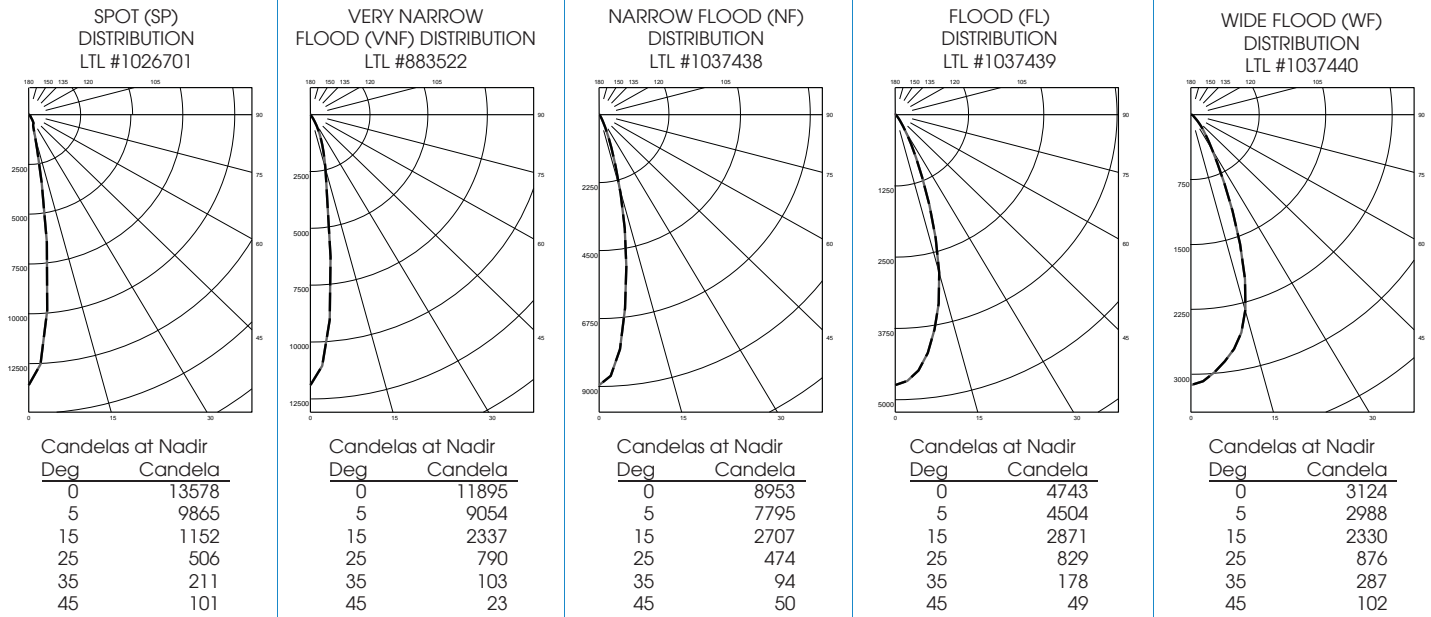 SPOT (SP)
DISTRIBUTION
LTL #1026701
180 150 135 120 105
90
75
60
45
2500
5000
7500
10000
12500
0 15 30
Candelas at Nadir
Deg Candela
0 13578
5 9865
15 1152
25 506
35 211
45 101
VERY NARROW
FLOOD (VNF) DISTRIBUTION
LTL #883522
180 150 135 120 105
90
75
60
45
2500
5000
7500
10000
12500
0 15 30
Candelas at Nadir
Deg Candela
0 11895
5 9054
15 2337
25 790
35 103
45 23
NARROW FLOOD (NF)
DISTRIBUTION
LTL #1037438
180 150 135 120 105
90
75
60
45
2250
4500
6750
9000
0 15 30
Candelas at Nadir
Deg Candela
0 8953
5 7795
15 2707
25 474
35 94
45 50
FLOOD (FL)
DISTRIBUTION
LTL #1037439
180 150 135 120 105
90
75
60
45
1250
2500
3750
5000
0 15 30
Candelas at Nadir
Deg Candela
0 4743
5 4504
15 2871
25 829
35 178
45 49
WIDE FLOOD (WF)
DISTRIBUTION
LTL #1037440
180 150 135 120 105
90
75
60
45
750
1500
2250
3000
0 15 30
Candelas at Nadir
Deg Candela
0 3124
5 2988
15 2330
25 876
35 287
45 102